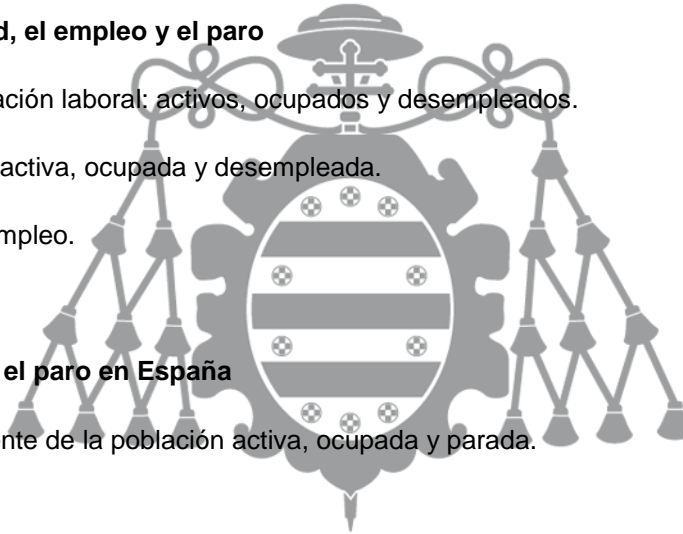 d, el empleo y el paro
ación laboral: activos, ocupados y desempleados.
activa, ocupada y desempleada.
mpleo.
el paro en España
nte de la población activa, ocupada y parada.